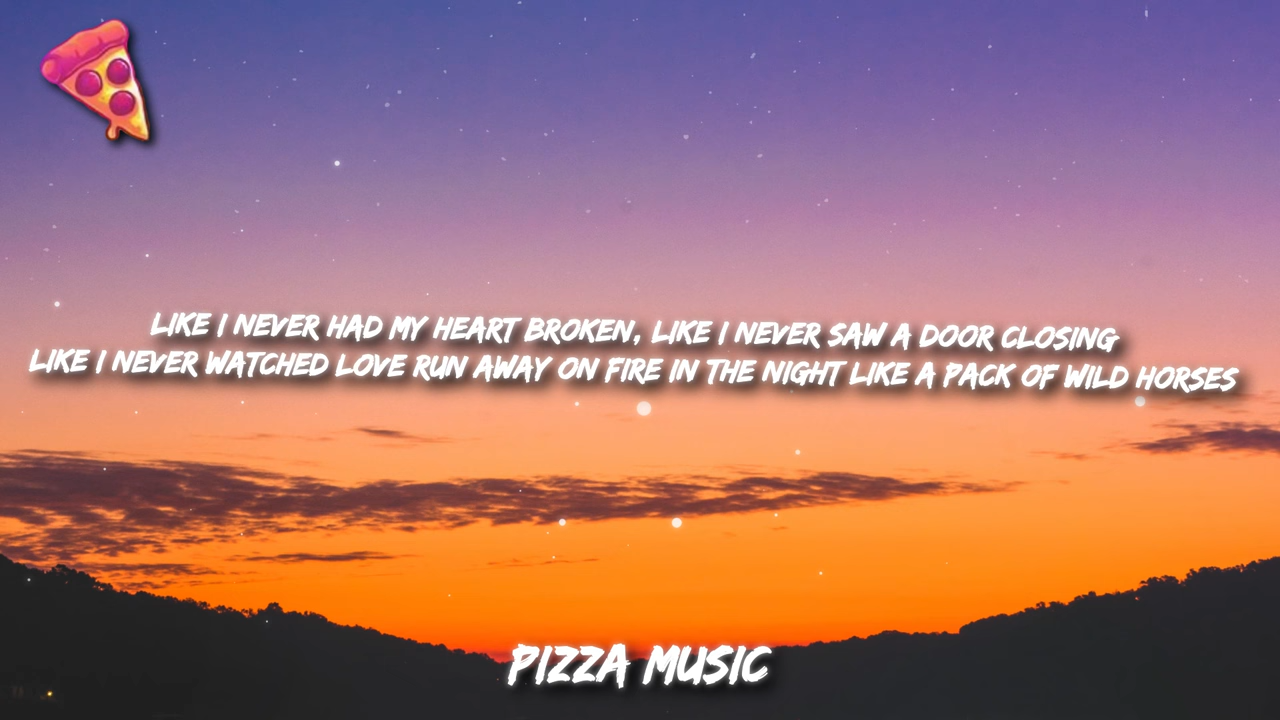 LIKE I NEVER HAD MY HEART BROKEN, LIKE I NEVER SAW A DOOR CLOSING
LIKE I NEVER WATCHED LOVE RUN AWAY ON FIRE IN THE NIGHT LIKE A PACK OF WILD HORSES
PIZZA MUSIC